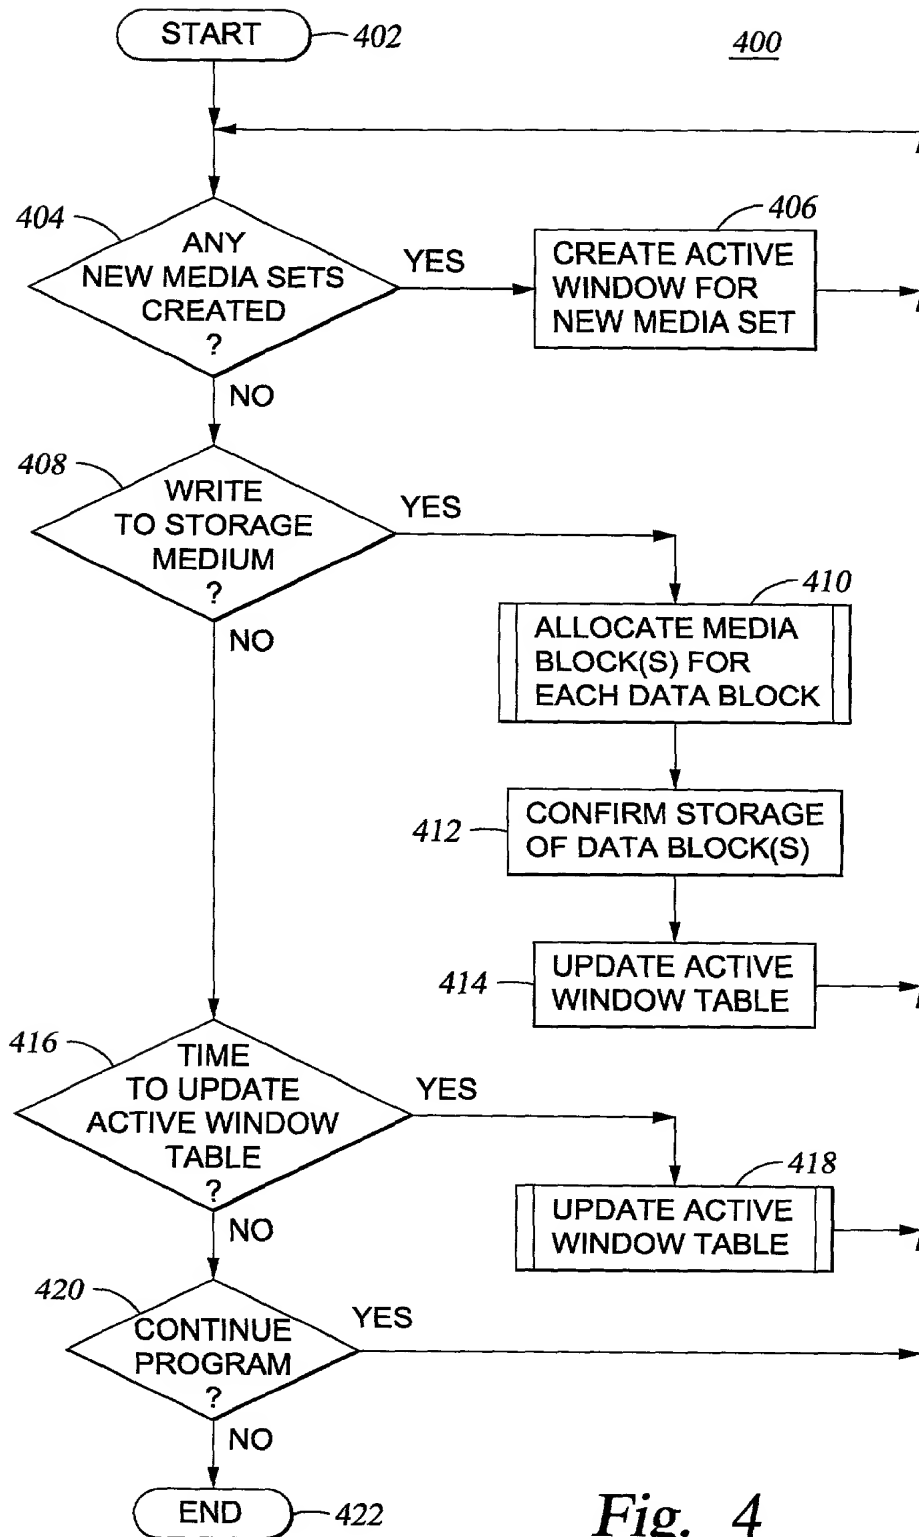 START
402
400
404
ANY
NEW MEDIA SETS
CREATED
?
YES
406
CREATE ACTIVE
WINDOW FOR
NEW MEDIA SET
NO
408
WRITE
TO STORAGE
MEDIUM
?
YES
410
ALLOCATE MEDIA
BLOCK(S) FOR
EACH DATA BLOCK
NO
412
CONFIRM STORAGE
OF DATA BLOCK(S)
414
UPDATE ACTIVE
WINDOW TABLE
416
TIME
TO UPDATE
ACTIVE WINDOW
TABLE
?
YES
418
UPDATE ACTIVE
WINDOW TABLE
NO
420
CONTINUE
PROGRAM
?
YES
NO
END
422
Fig. 4